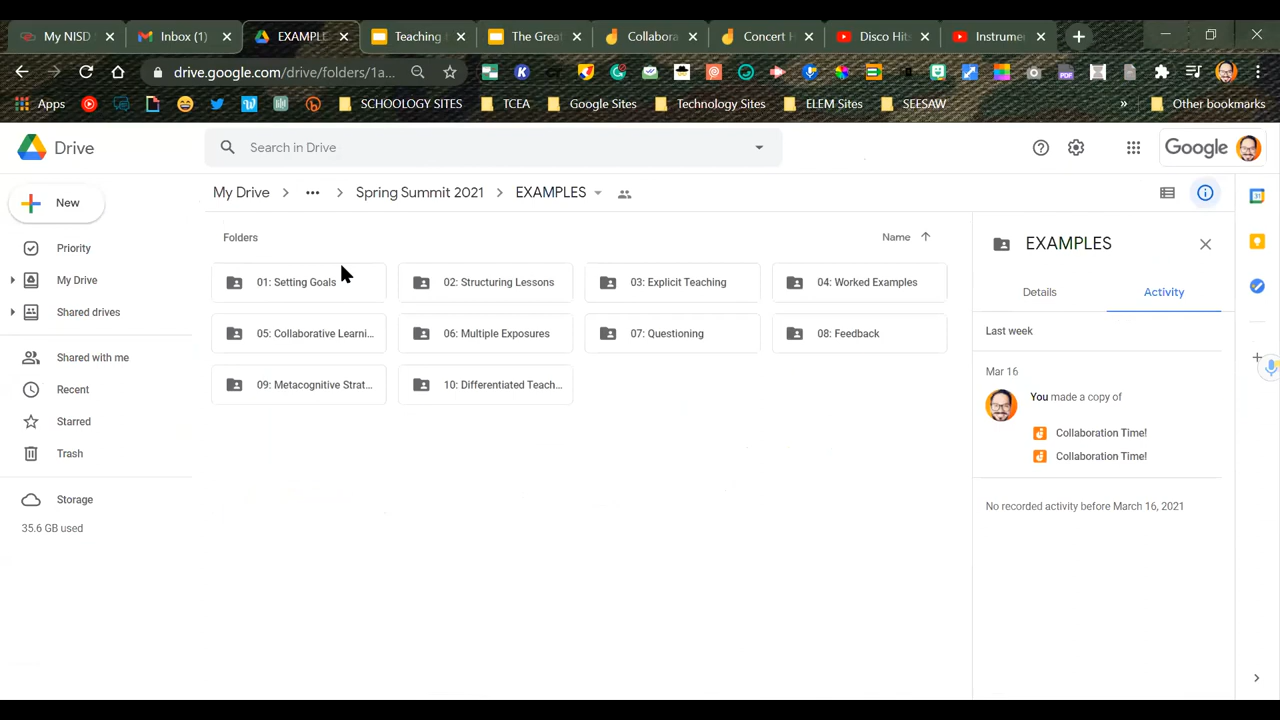 My NISD
Inbox (1)
EXAMPLE
Teaching
The Great
Collabora
Concert H
Disco Hit
Instrume
drive.google.com/drive/folders/1a...
Apps
SCHOOLOGY SITES
TCEA
Google Sites
Technology Sites
ELEM Sites
SEESAW
»
Other bookmarks
Drive
Search in Drive
Google
New
My Drive
Spring Summit 2021
EXAMPLES
Priority
My Drive
Shared drives
Shared with me
Recent
Starred
Trash
Storage
35.6 GB used
Folders
Name
01: Setting Goals
02: Structuring Lessons
03: Explicit Teaching
04: Worked Examples
05: Collaborative Learni...
06: Multiple Exposures
07: Questioning
08: Feedback
09: Metacognitive Strat...
10: Differentiated Teach...
EXAMPLES
Details
Activity
Last week
Mar 16
You made a copy of
Collaboration Time!
Collaboration Time!
No recorded activity before March 16, 2021